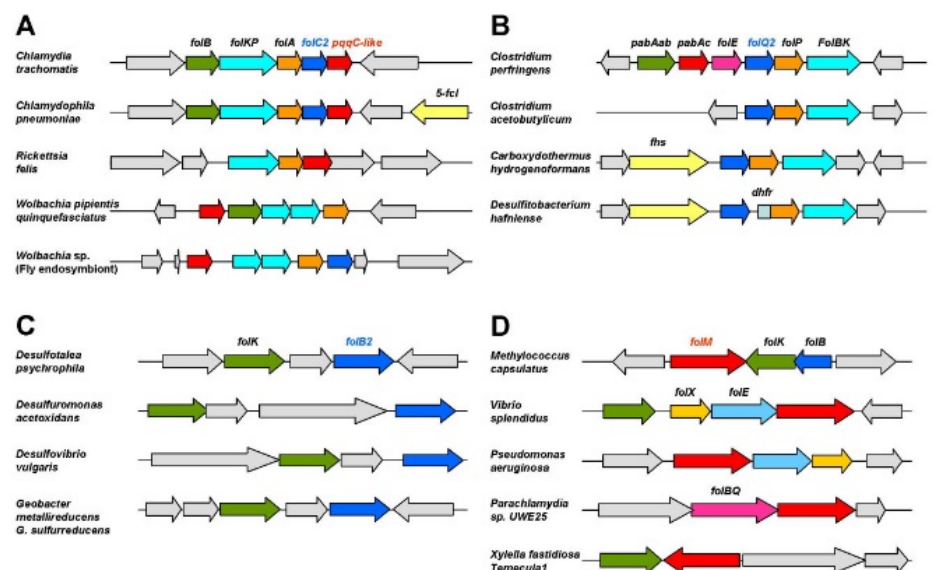 A
folB folKP folA folC2 pqqC-like
Chlamydia
trachomatis
5-fcl
Chlamydophila
pneumoniae
Rickettsia
felis
Wolbachia pipientis
quinquefasciatus
Wolbachia sp.
(Fly endosymbiont)
B
pabAab pabAc folE folQ2 folP FolBK
Clostridium
perfringens
Clostridium
acetobutylicum
fhs
Carboxydothermus
hydrogenoformans
dhfr
Desulfitobacterium
hafniense
C
folK folB2
Desulfotalea
psychrophila
Desulfuromonas
acetoxidans
Desulfovibrio
vulgaris
Geobacter
metallireducens
G. sulfurreducens
D
folM folK folB
Methylococcus
capsulatus
folX folE
Vibrio
splendidus
Pseudomonas
aeruginosa
folBQ
Parachlamydia
sp. UWE25
Xylella fastidiosa
Temecula1